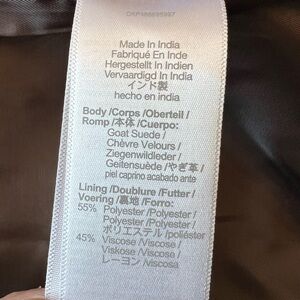 Made In India
Fabriqué En Inde
Hergestellt In Indien
Vervaardigd In India
インド製
hecho en india
Body /Corps /Oberteil /
Romp /本体 /Cuerpo:
Goat Suede /
Chèvre Velours /
Ziegenwildleder /
Geitensuède /やぎ革 /
piel caprino acabado ante
Lining /Doublure /Futter /
Voering /裏地 /Forro:
55% Polyester /Polyester /
Polyester /Polyester /
ポリエステル /poliéster
45% Viscose /Viscose /
Viskose /Viscose /
レーヨン /viscosa